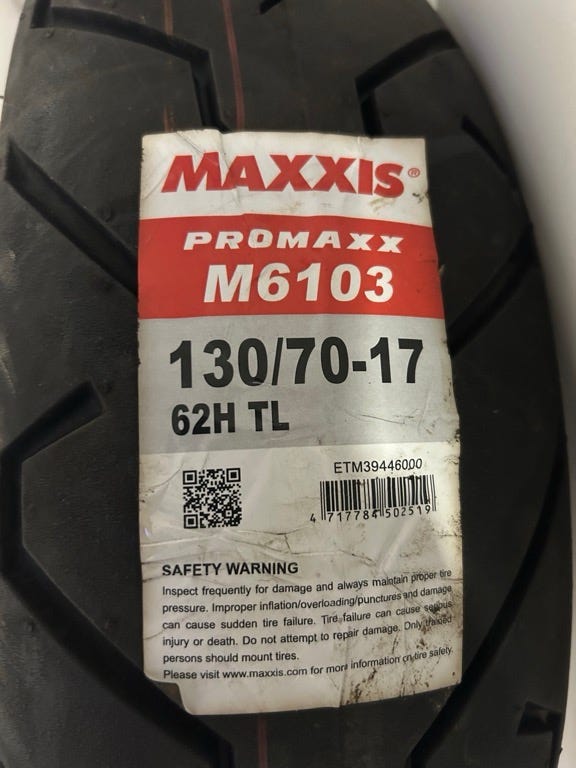 MAXXIS®
PROMAXX
M6103
130/70-17
62H TL
ETM39446000
4 717784 502519
SAFETY WARNING
Inspect frequently for damage and always maintain proper tire
pressure. Improper inflation/overloading/punctures and damage
can cause sudden tire failure. Tire failure can cause serious
injury or death. Do not attempt to repair damage. Only trained
persons should mount tires.
Please visit www.maxxis.com for more information on tire safety.